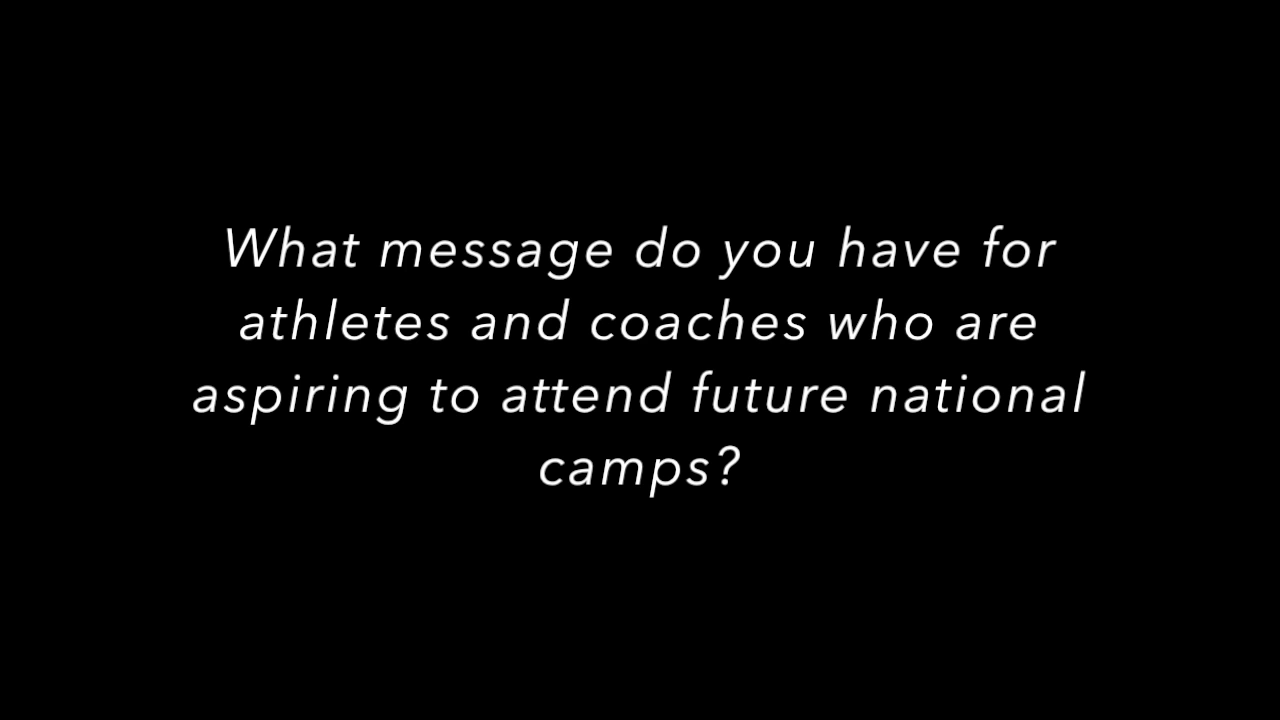 What message do you have for
athletes and coaches who are
aspiring to attend future national
camps?